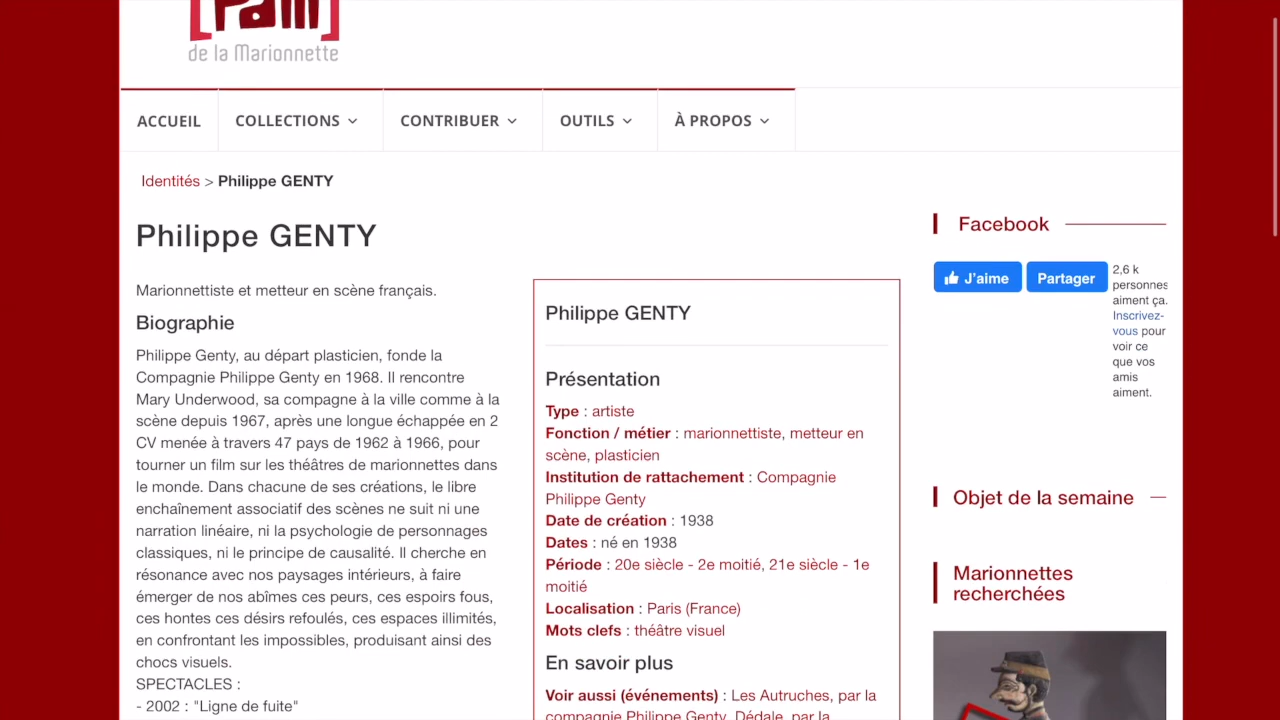 [Pam]
de la Marionnette
ACCUEIL
COLLECTIONS
CONTRIBUER
OUTILS
À PROPOS
Identités > Philippe GENTY
Philippe GENTY
Marionnettiste et metteur en scène français.
Biographie
Philippe Genty, au départ plasticien, fonde la
Compagnie Philippe Genty en 1968. Il rencontre
Mary Underwood, sa compagne à la ville comme à la
scène depuis 1967, après une longue échappée en 2
CV menée à travers 47 pays de 1962 à 1966, pour
tourner un film sur les théâtres de marionnettes dans
le monde. Dans chacune de ses créations, le libre
enchaînement associatif des scènes ne suit ni une
narration linéaire, ni la psychologie de personnages
classiques, ni le principe de causalité. Il cherche en
résonance avec nos paysages intérieurs, à faire
émerger de nos abîmes ces peurs, ces espoirs fous,
ces hontes ces désirs refoulés, ces espaces illimités,
en confrontant les impossibles, produisant ainsi des
chocs visuels.
SPECTACLES :
- 2002 : "Ligne de fuite"
Philippe GENTY
Présentation
Type : artiste
Fonction / métier : marionnettiste, metteur en
scène, plasticien
Institution de rattachement : Compagnie
Philippe Genty
Date de création : 1938
Dates : né en 1938
Période : 20e siècle - 2e moitié, 21e siècle - 1e
moitié
Localisation : Paris (France)
Mots clefs : théâtre visuel
En savoir plus
Voir aussi (événements) : Les Autruches, par la
compagnie Philippe Genty, Dédale, par la
Facebook
J'aime
Partager
2,6 k
personnes
aiment ça.
Inscrivez-
vous pour
voir ce
que vos
amis
aiment.
Objet de la semaine
Marionnettes
recherchées